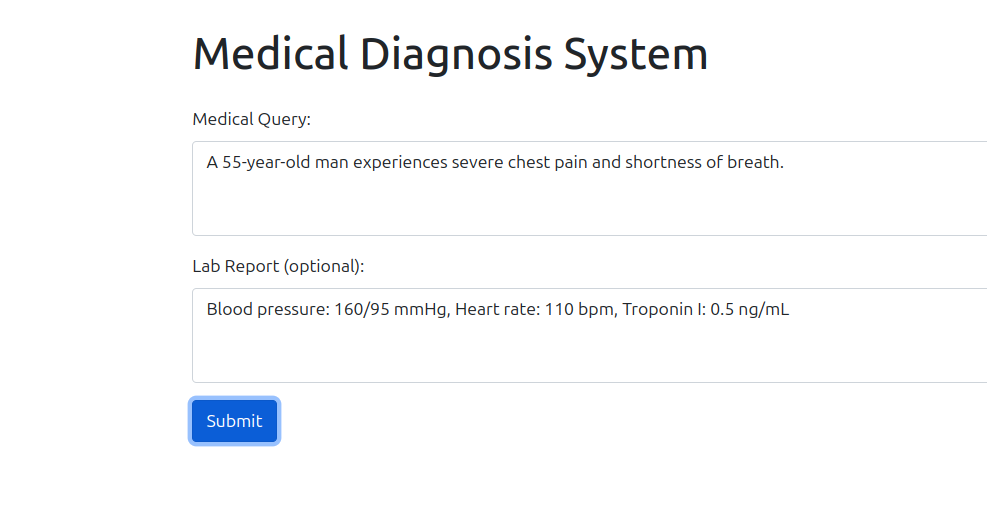 Medical Diagnosis System
Medical Query:
A 55-year-old man experiences severe chest pain and shortness of breath.
Lab Report (optional):
Blood pressure: 160/95 mmHg, Heart rate: 110 bpm, Troponin I: 0.5 ng/mL
Submit